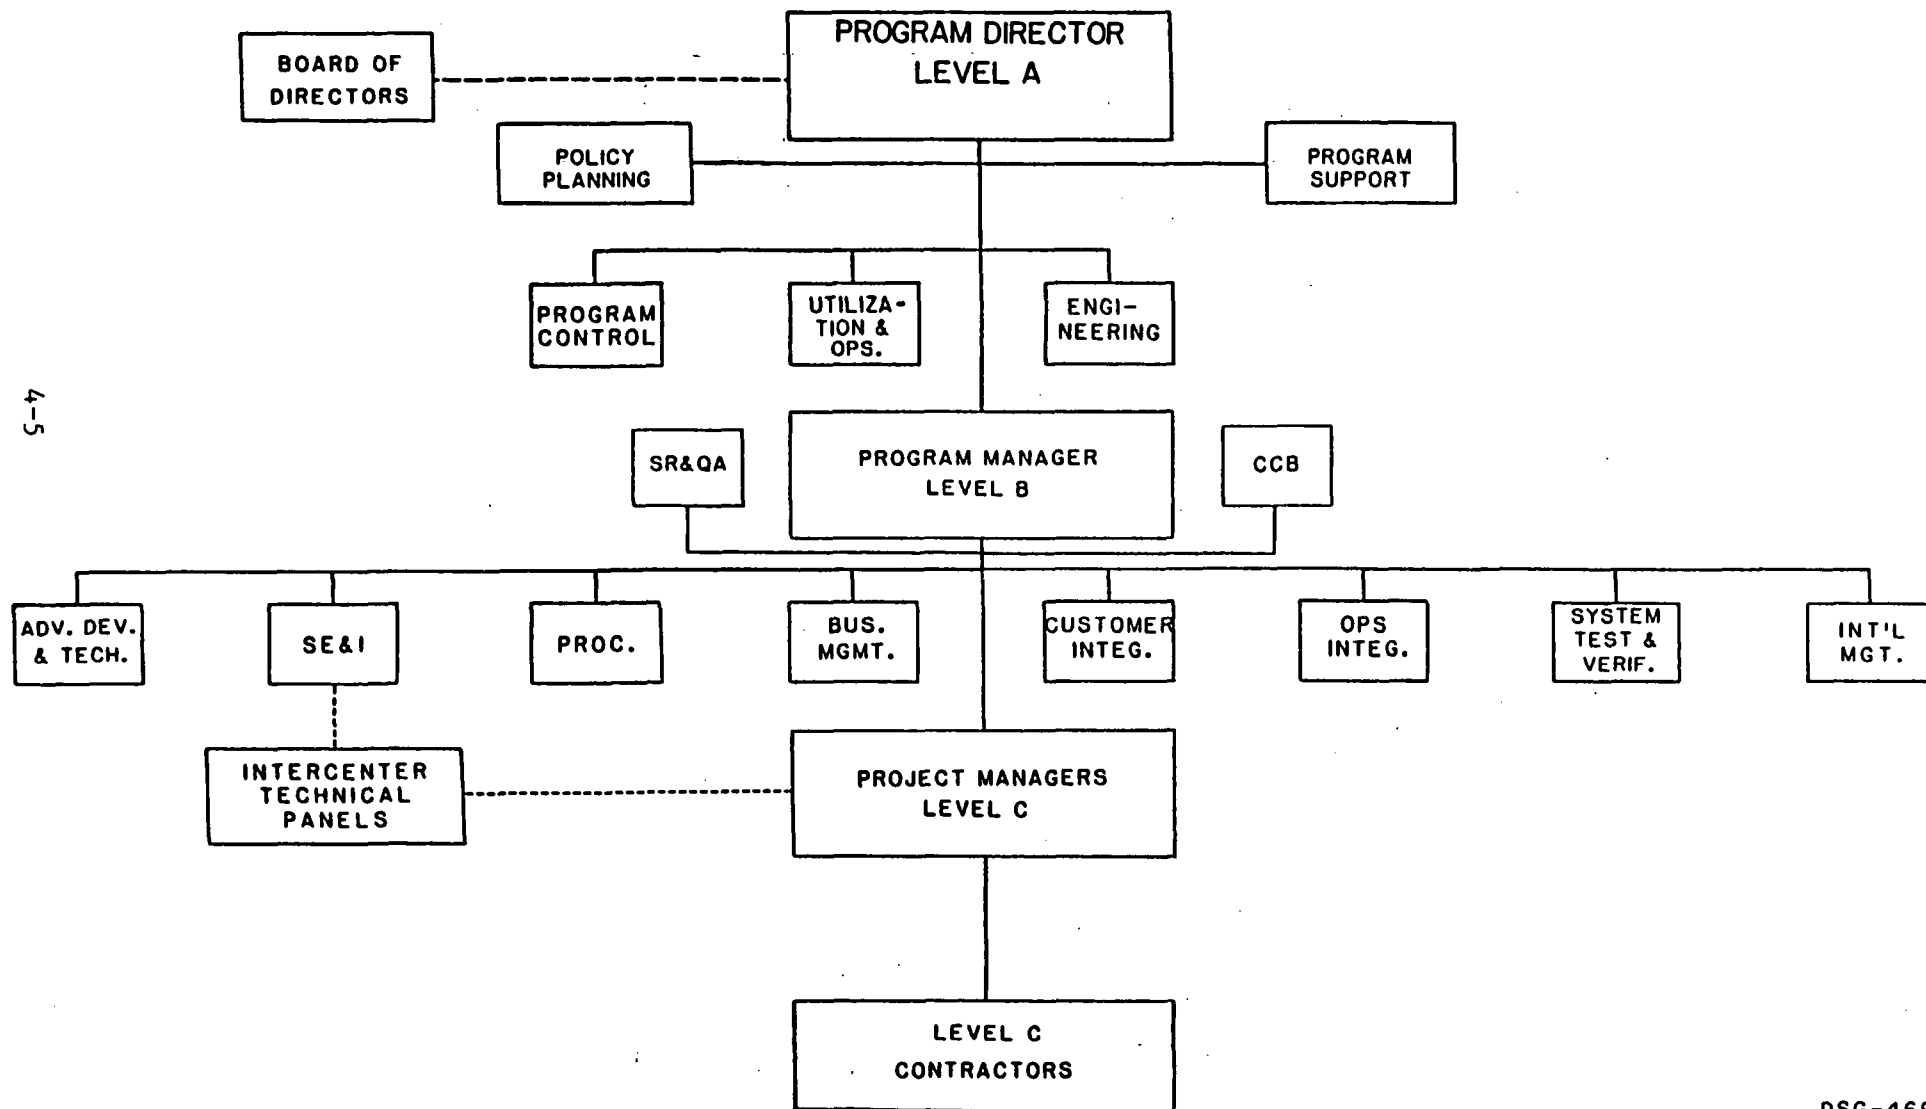 PROGRAM DIRECTOR
LEVEL A
BOARD OF
DIRECTORS
POLICY
PLANNING
PROGRAM
SUPPORT
PROGRAM
CONTROL
UTILIZA-
TION &
OPS.
ENGI-
NEERING
4-5
SR&QA
PROGRAM MANAGER
LEVEL B
CCB
ADV. DEV.
& TECH.
SE&I
PROC.
BUS.
MGMT.
CUSTOMER
INTEG.
OPS
INTEG.
SYSTEM
TEST &
VERIF.
INT'L
MGT.
INTERCENTER
TECHNICAL
PANELS
PROJECT MANAGERS
LEVEL C
LEVEL C
CONTRACTORS